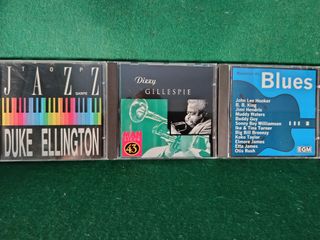 TOP
JAZZ
DUKE ELLINGTON
Dizzy
GILLESPIE
43
Blues
John Lee Hooker
B. B. King
Jimi Hendrix
Muddy Waters
Buddy Guy
Sonny Boy Williamson
Ike & Tina Turner
Big Bill Broonzy
Koko Taylor
Elmore James
Etta James
Otis Rush
EGM